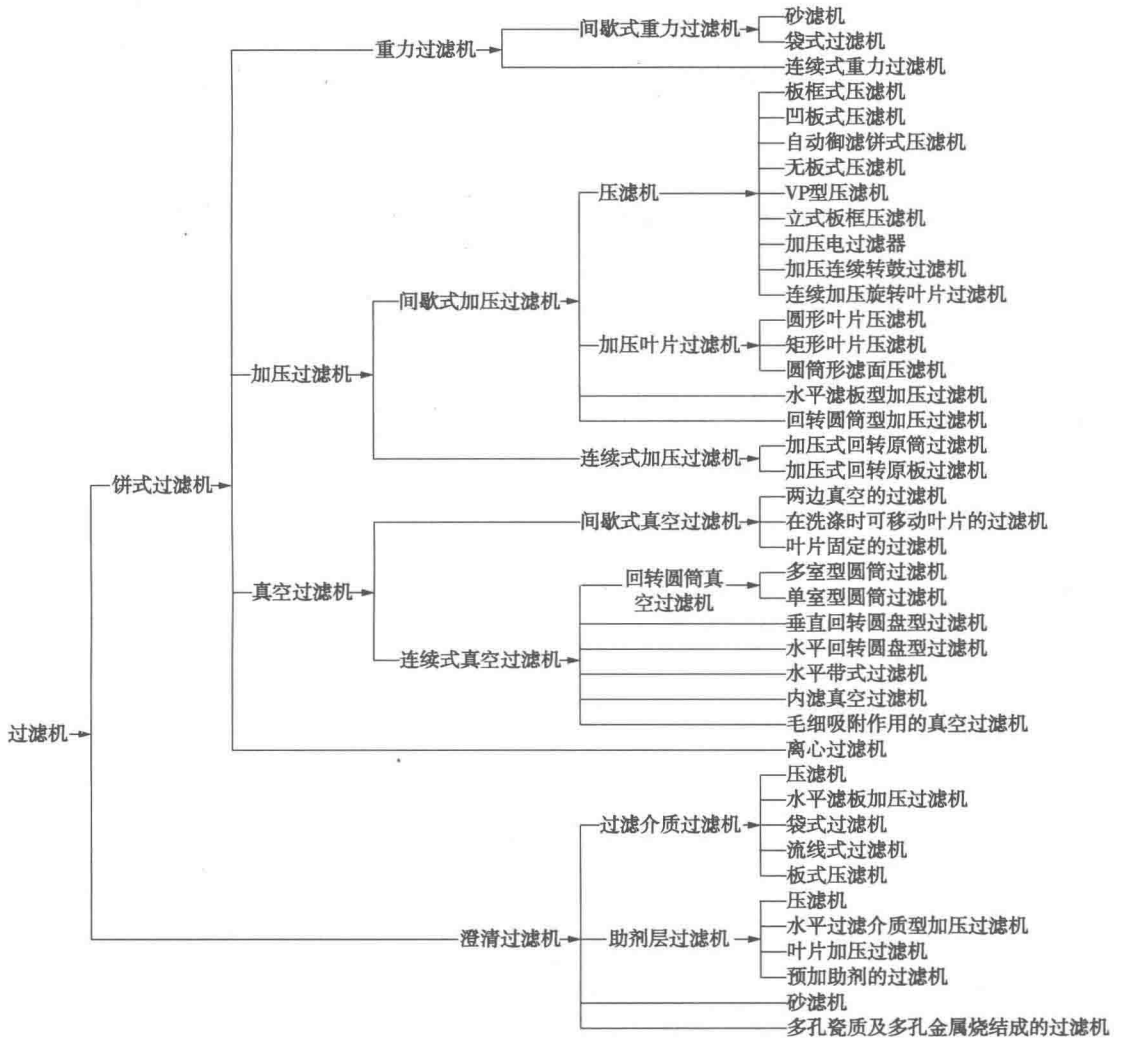 过滤机
饼式过滤机
重力过滤机
间歇式重力过滤机
砂滤机
袋式过滤机
连续式重力过滤机
加压过滤机
间歇式加压过滤机
压滤机
板框式压滤机
凹板式压滤机
自动御滤饼式压滤机
无板式压滤机
VP型压滤机
立式板框压滤机
加压电过滤器
加压连续转鼓过滤机
连续加压旋转叶片过滤机
加压叶片过滤机
圆形叶片压滤机
矩形叶片压滤机
圆筒形滤面压滤机
水平滤板型加压过滤机
回转圆筒型加压过滤机
连续式加压过滤机
加压式回转原筒过滤机
加压式回转原板过滤机
真空过滤机
间歇式真空过滤机
两边真空的过滤机
在洗涤时可移动叶片的过滤机
叶片固定的过滤机
连续式真空过滤机
回转圆筒真
空过滤机
多室型圆筒过滤机
单室型圆筒过滤机
垂直回转圆盘型过滤机
水平回转圆盘型过滤机
水平带式过滤机
内滤真空过滤机
毛细吸附作用的真空过滤机
离心过滤机
澄清过滤机
过滤介质过滤机
压滤机
水平滤板加压过滤机
袋式过滤机
流线式过滤机
板式压滤机
助剂层过滤机
压滤机
水平过滤介质型加压过滤机
叶片加压过滤机
预加助剂的过滤机
砂滤机
多孔瓷质及多孔金属烧结成的过滤机